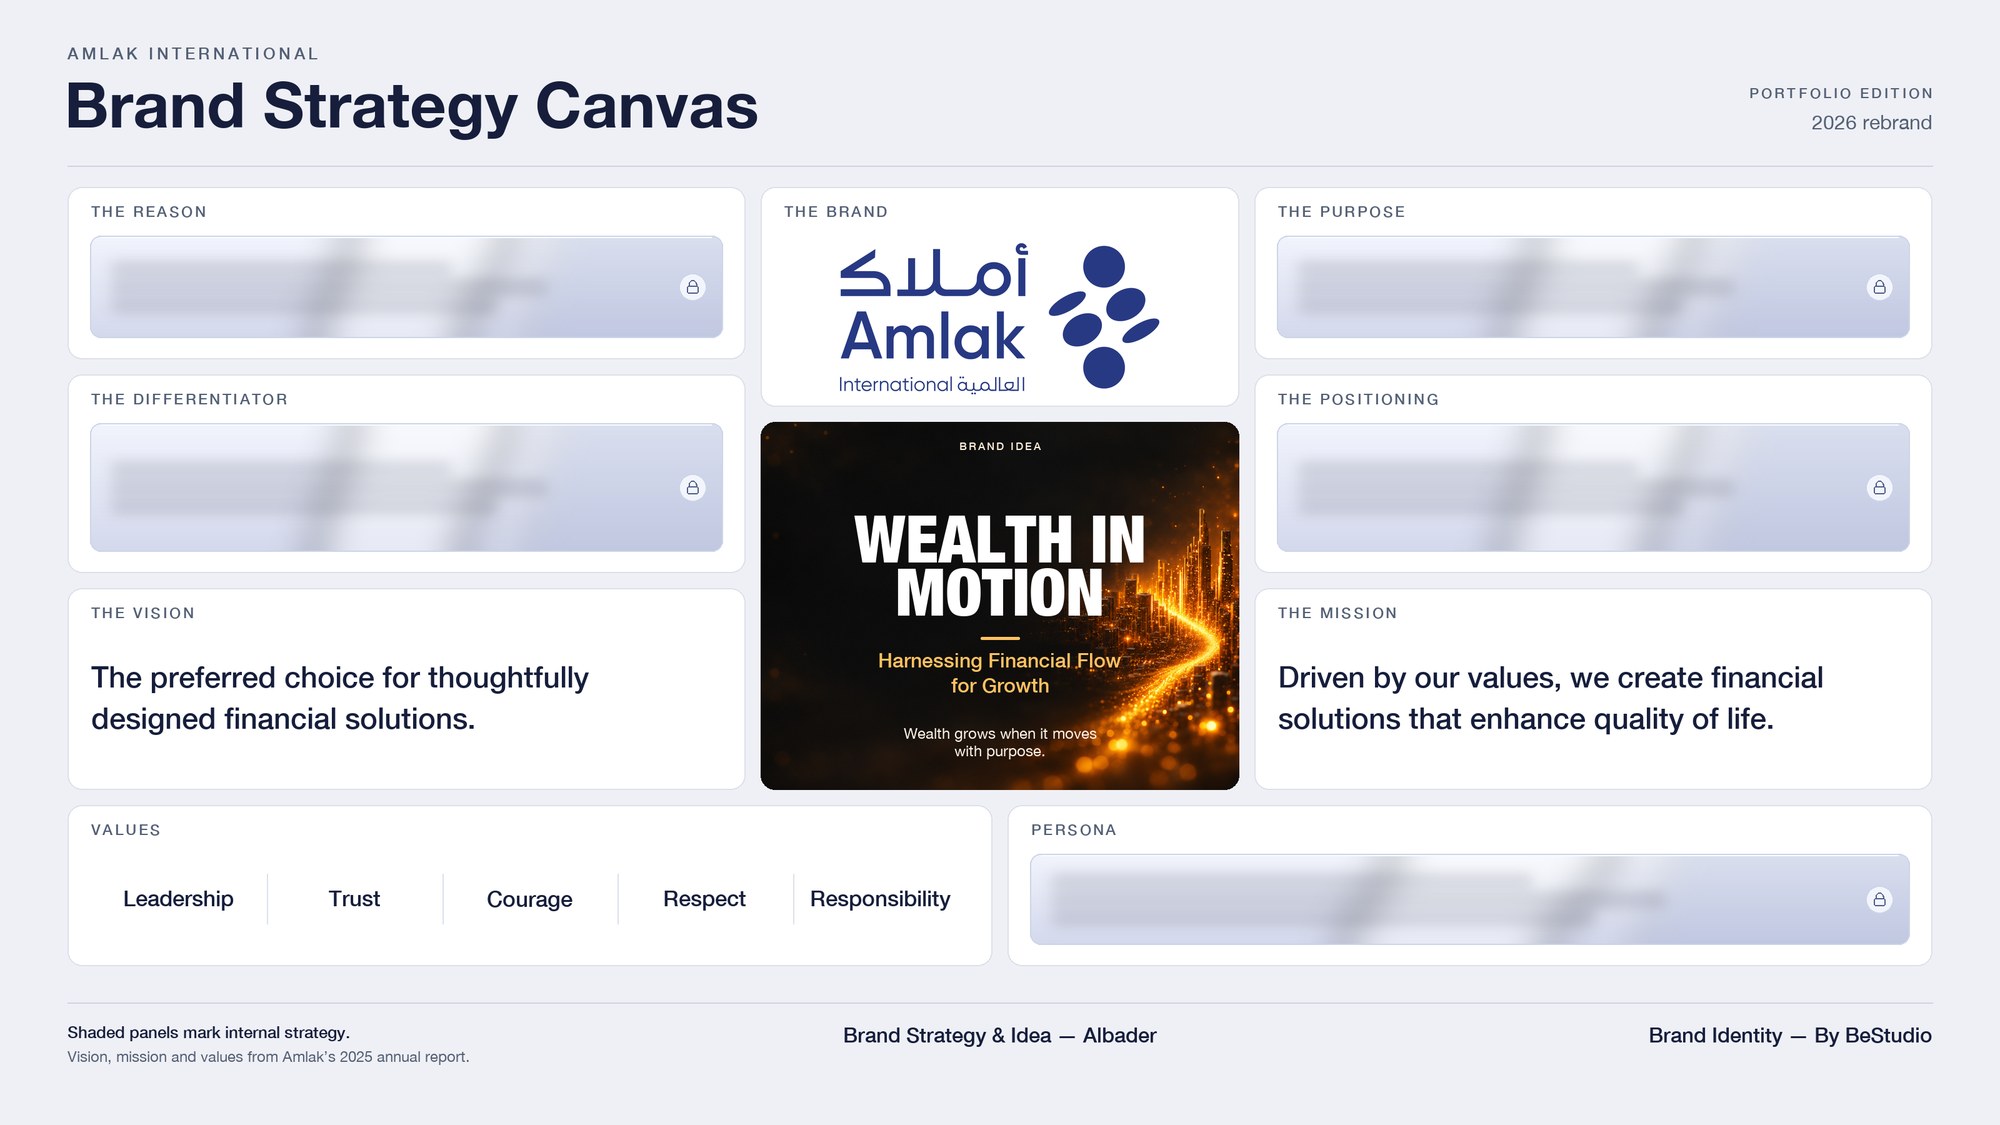 AMLAK INTERNATIONAL
Brand Strategy Canvas
PORTFOLIO EDITION
2026 rebrand
THE REASON
THE BRAND
أملاك
Amlak
International العالمية
THE PURPOSE
THE DIFFERENTIATOR
BRAND IDEA
WEALTH IN
MOTION
Harnessing Financial Flow
for Growth
Wealth grows when it moves
with purpose.
THE POSITIONING
THE VISION
The preferred choice for thoughtfully
designed financial solutions.
THE MISSION
Driven by our values, we create financial
solutions that enhance quality of life.
VALUES
Leadership
Trust
Courage
Respect
Responsibility
PERSONA
Shaded panels mark internal strategy.
Vision, mission and values from Amlak's 2025 annual report.
Brand Strategy & Idea — Albader
Brand Identity — By BeStudio